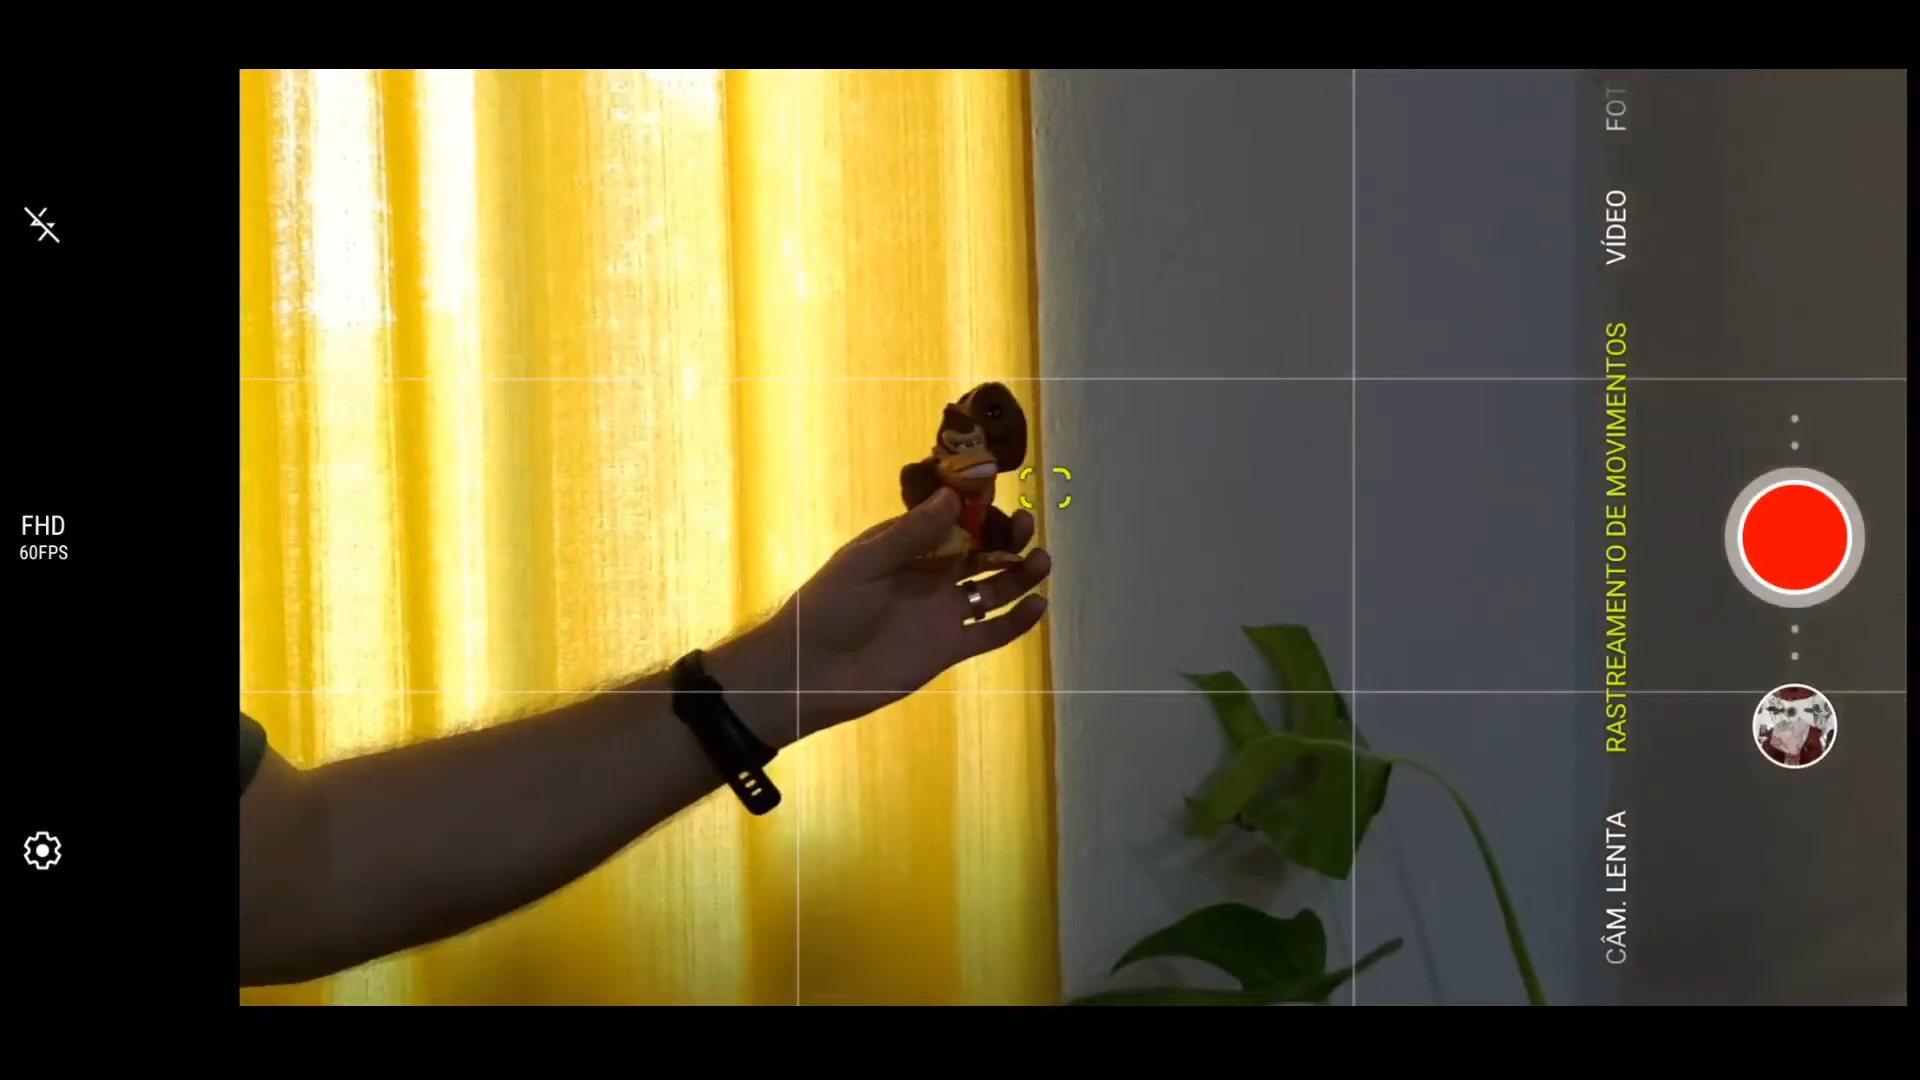 FHD
60FPS
FOT
VÍDEO
RASTREAMENTO DE MOVIMENTOS
CÂM. LENTA